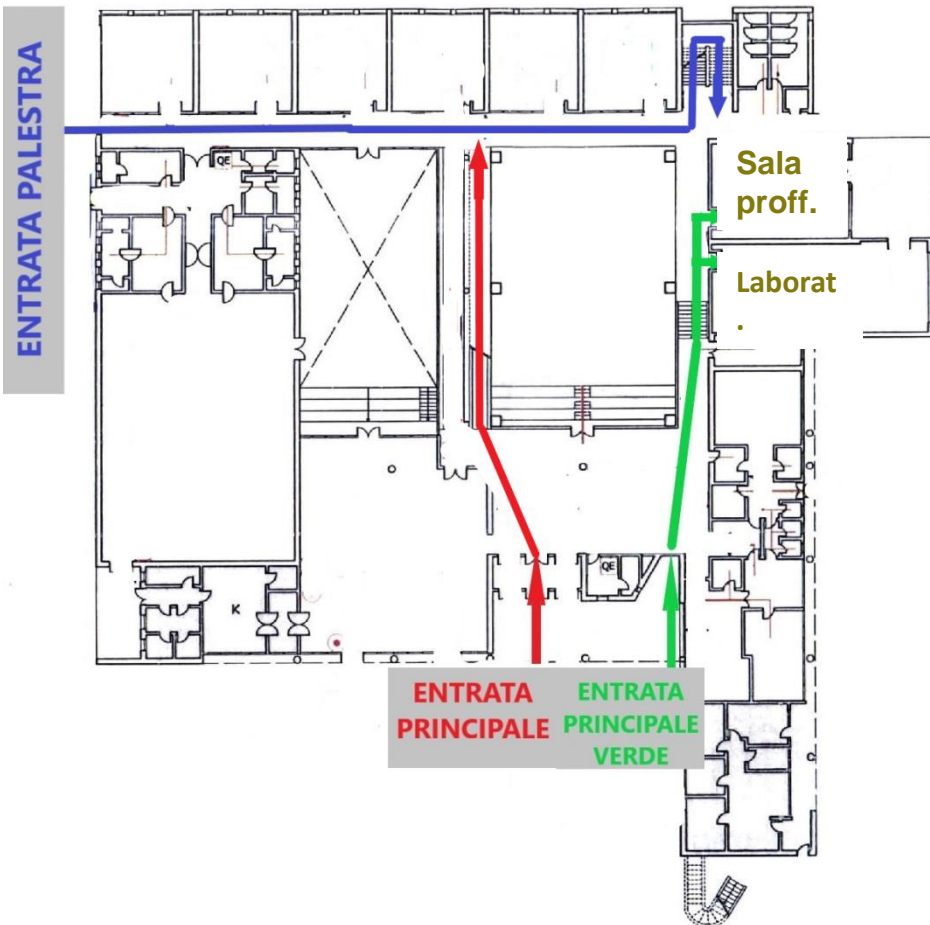 ENTRATA PALESTRA
QE
Sala
proff.
Laborat
.
QE
K
ENTRATA
PRINCIPALE
ENTRATA
PRINCIPALE
VERDE